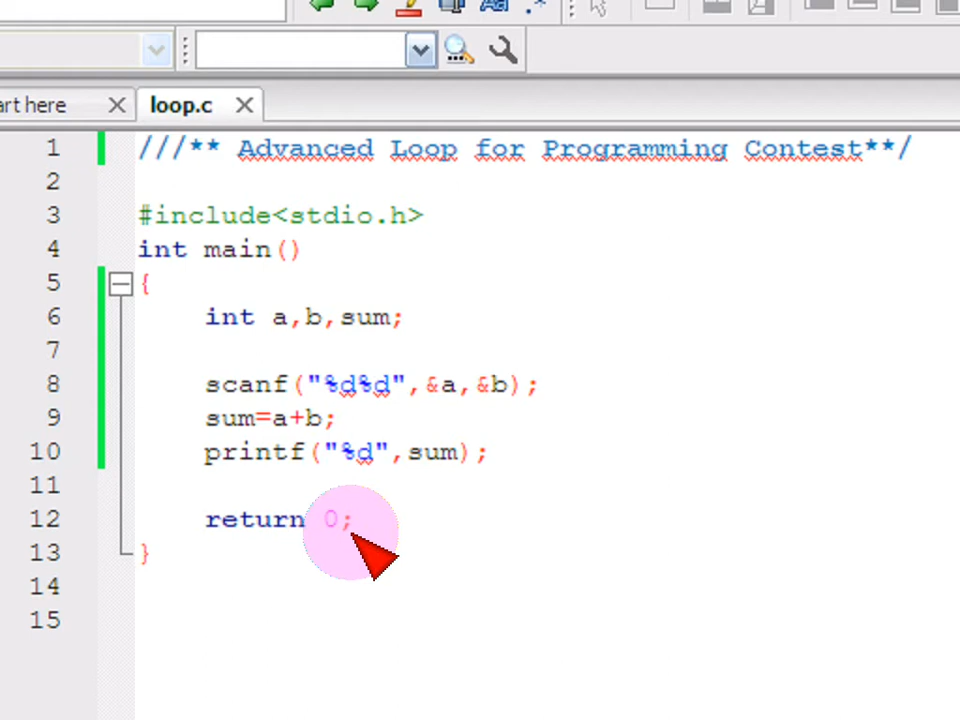 art here
loop.c
1 ///** Advanced Loop for Programming Contest**/
2
3 #include<stdio.h>
4 int main()
5 {
6 int a,b,sum;
7
8 scanf("%d%d",&a,&b);
9 sum=a+b;
10 printf("%d",sum);
11
12 return 0;
13 }
14
15